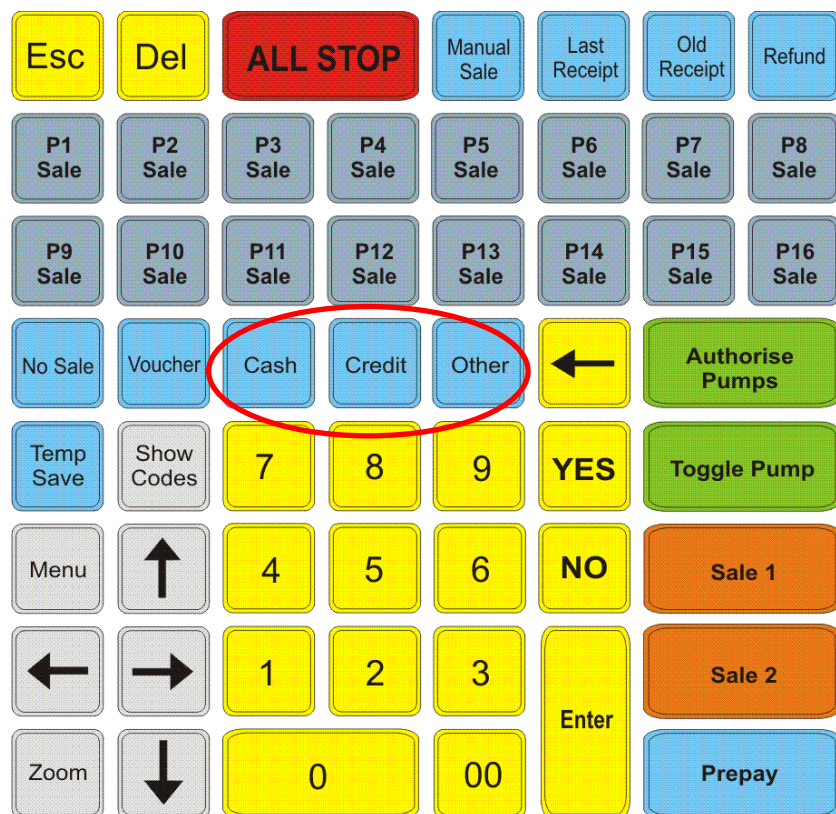 Esc
Del
ALL STOP
Manual
Sale
Last
Receipt
Old
Receipt
Refund
P1
Sale
P2
Sale
P3
Sale
P4
Sale
P5
Sale
P6
Sale
P7
Sale
P8
Sale
P9
Sale
P10
Sale
P11
Sale
P12
Sale
P13
Sale
P14
Sale
P15
Sale
P16
Sale
No Sale
Voucher
Cash
Credit
Other
Authorise
Pumps
Temp
Save
Show
Codes
7
8
9
YES
Toggle Pump
Menu
4
5
6
NO
Sale 1
1
2
3
Enter
Sale 2
Zoom
0
00
Prepay